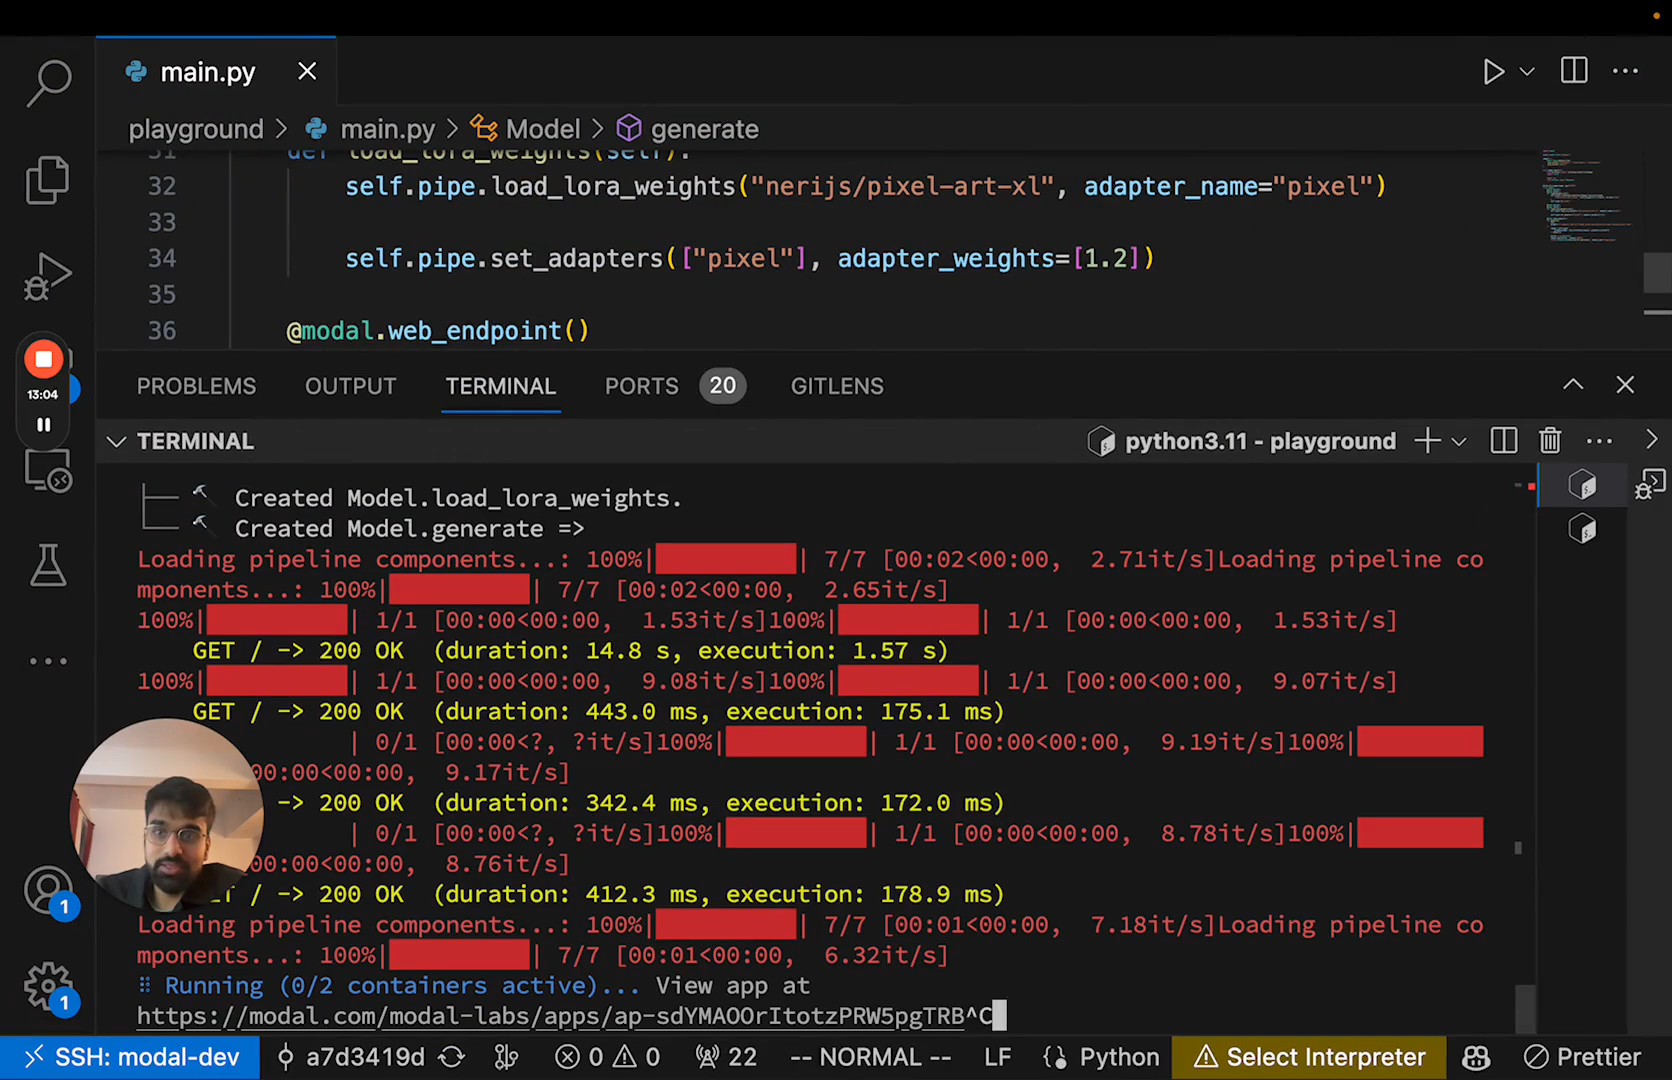 main.py
playground > main.py > Model > generate
31 def load_lora_weights(self):
32 self.pipe.load_lora_weights("nerijs/pixel-art-xl", adapter_name="pixel")
33
34 self.pipe.set_adapters(["pixel"], adapter_weights=[1.2])
35
36 @modal.web_endpoint()
13:04
PROBLEMS OUTPUT TERMINAL PORTS 20 GITLENS
TERMINAL python3.11 - playground
Created Model.load_lora_weights.
Created Model.generate =>
Loading pipeline components...: 100%| | 7/7 [00:02<00:00, 2.71it/s]Loading pipeline co
mponents...: 100%| | 7/7 [00:02<00:00, 2.65it/s]
100%| | 1/1 [00:00<00:00, 1.53it/s]100%| | 1/1 [00:00<00:00, 1.53it/s]
GET / -> 200 OK (duration: 14.8 s, execution: 1.57 s)
100%| | 1/1 [00:00<00:00, 9.08it/s]100%| | 1/1 [00:00<00:00, 9.07it/s]
GET / -> 200 OK (duration: 443.0 ms, execution: 175.1 ms)
| 0/1 [00:00<?, ?it/s]100%| | 1/1 [00:00<00:00, 9.19it/s]100%|
00:00<00:00, 9.17it/s]
-> 200 OK (duration: 342.4 ms, execution: 172.0 ms)
| 0/1 [00:00<?, ?it/s]100%| | 1/1 [00:00<00:00, 8.78it/s]100%|
00:00<00:00, 8.76it/s]
/ -> 200 OK (duration: 412.3 ms, execution: 178.9 ms)
Loading pipeline components...: 100%| | 7/7 [00:01<00:00, 7.18it/s]Loading pipeline co
mponents...: 100%| | 7/7 [00:01<00:00, 6.32it/s]
Running (0/2 containers active)... View app at
https://modal.com/modal-labs/apps/ap-sdYMAOOrItotzPRW5pgTRB^C
1
1
SSH: modal-dev a7d3419d 0 0 22 -- NORMAL -- LF Python Select Interpreter Prettier